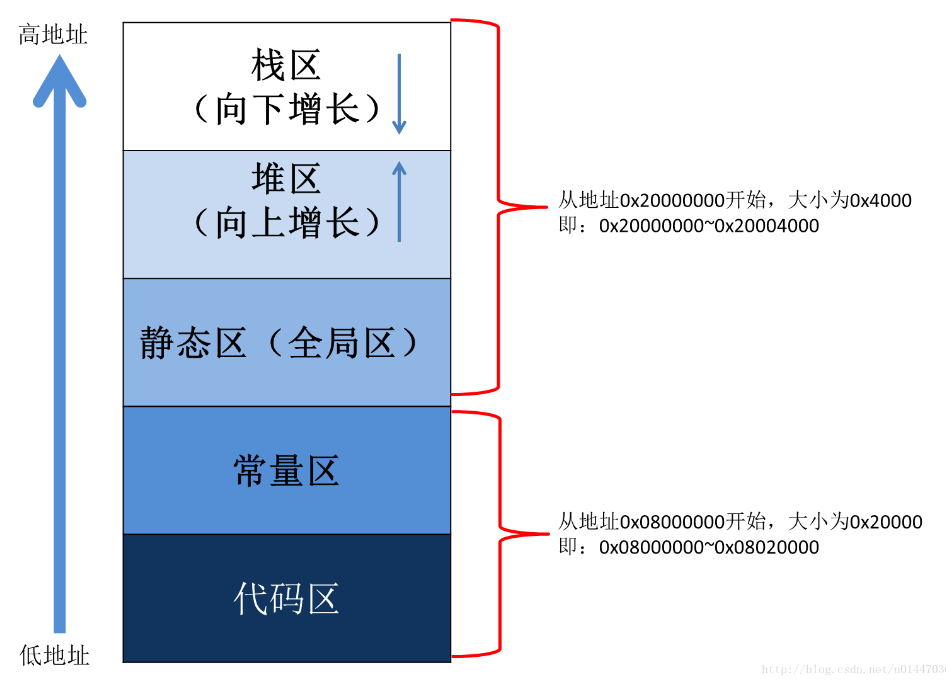 高地址
栈区
（向下增长）
堆区
（向上增长）
静态区（全局区）
常量区
代码区
低地址
从地址0x20000000开始，大小为0x4000
即：0x20000000~0x20004000
从地址0x08000000开始，大小为0x20000
即：0x08000000~0x08020000
http://blog.csdn.net/u0144703